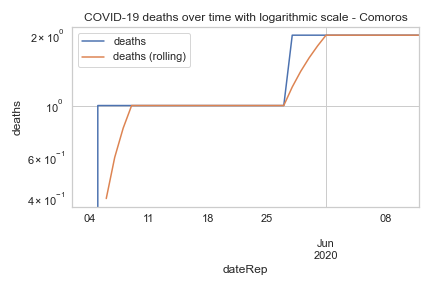 COVID-19 deaths over time with logarithmic scale - Comoros
deaths
deaths (rolling)
2 × 10⁰
10⁰
6 × 10⁻¹
4 × 10⁻¹
deaths
04 11 18 25 08
Jun
2020
dateRep